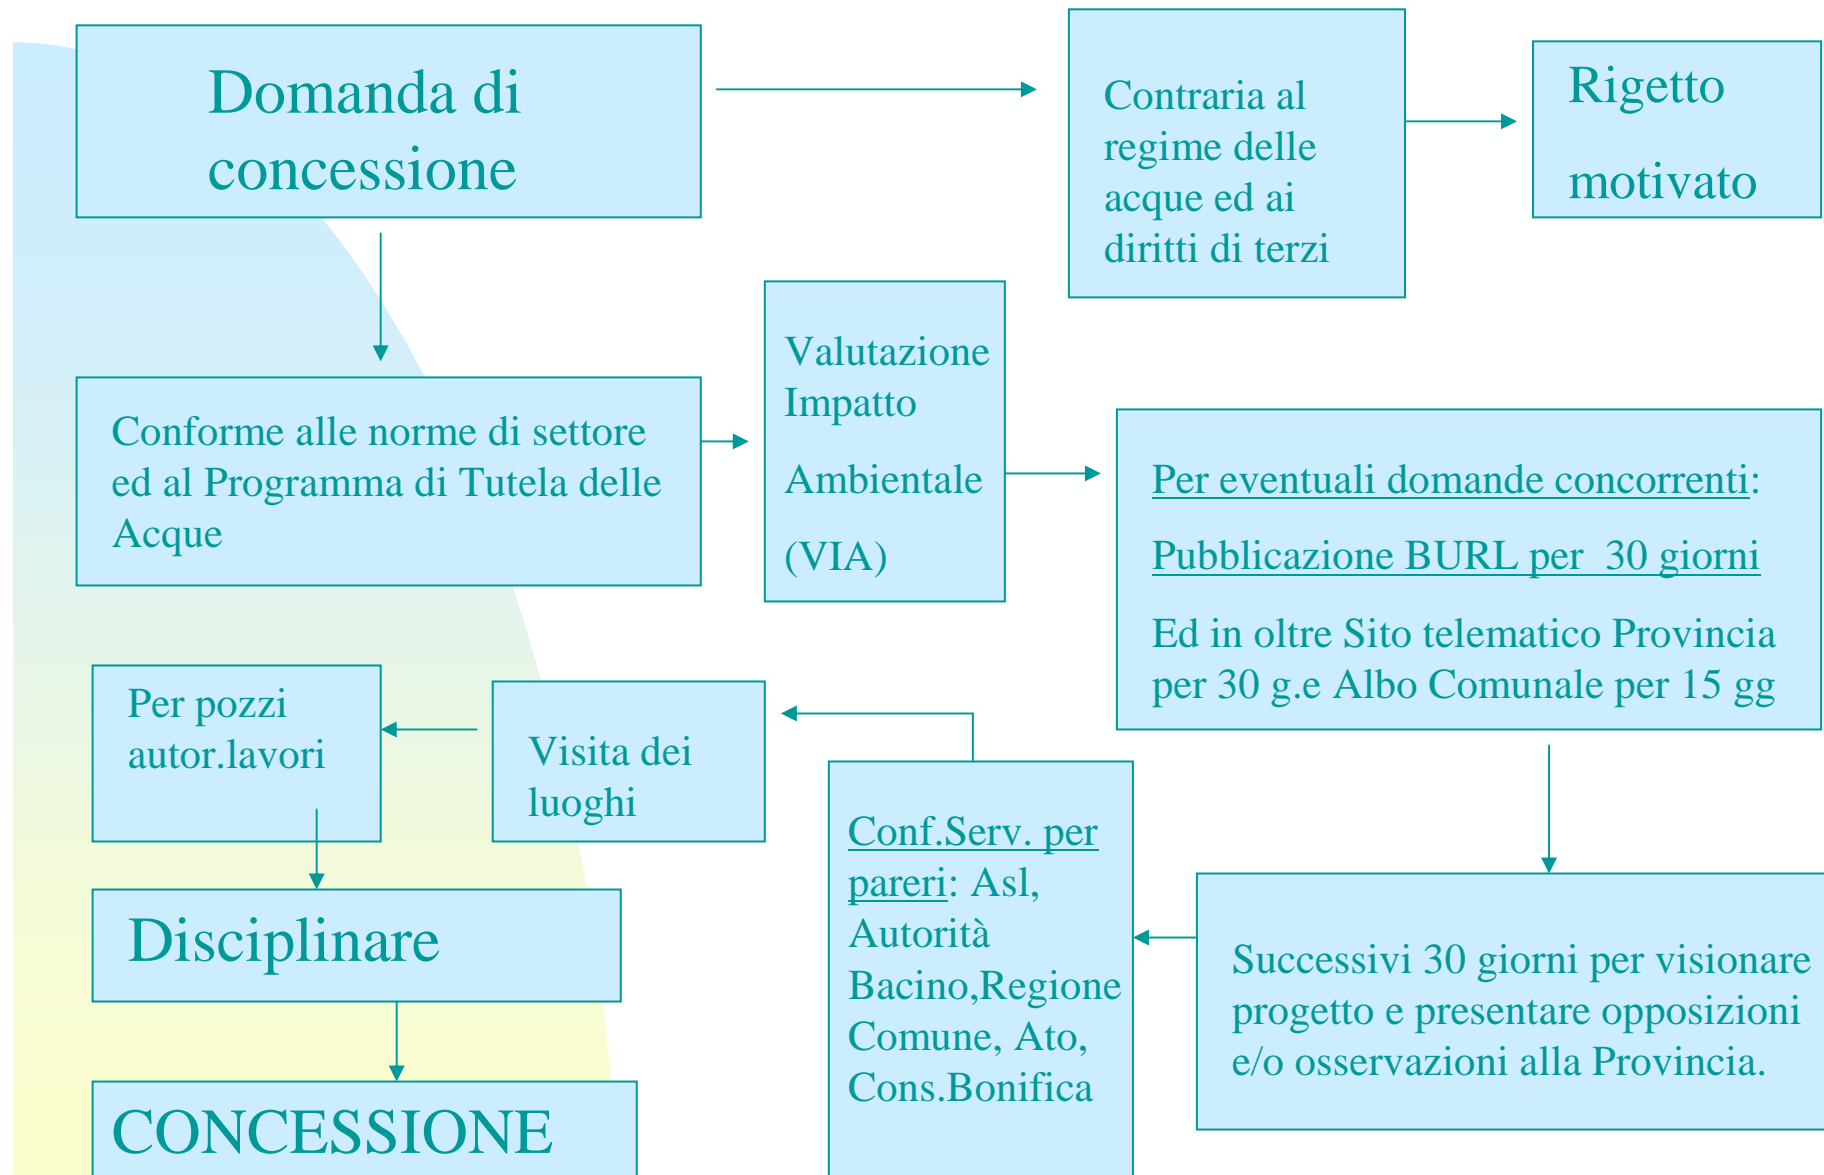 Domanda di
concessione
Contraria al
regime delle
acque ed ai
diritti di terzi
Rigetto
motivato
Conforme alle norme di settore
ed al Programma di Tutela delle
Acque
Valutazione
Impatto
Ambientale
(VIA)
Per eventuali domande concorrenti:
Pubblicazione BURL per  30 giorni
Ed in oltre Sito telematico Provincia
per 30 g.e Albo Comunale per 15 gg
Successivi 30 giorni per visionare
progetto e presentare opposizioni
e/o osservazioni alla Provincia.
Conf.Serv. per
pareri: Asl,
Autorità
Bacino,Regione
Comune, Ato,
Cons.Bonifica
Visita dei
luoghi
Per pozzi
autor.lavori
Disciplinare
CONCESSIONE